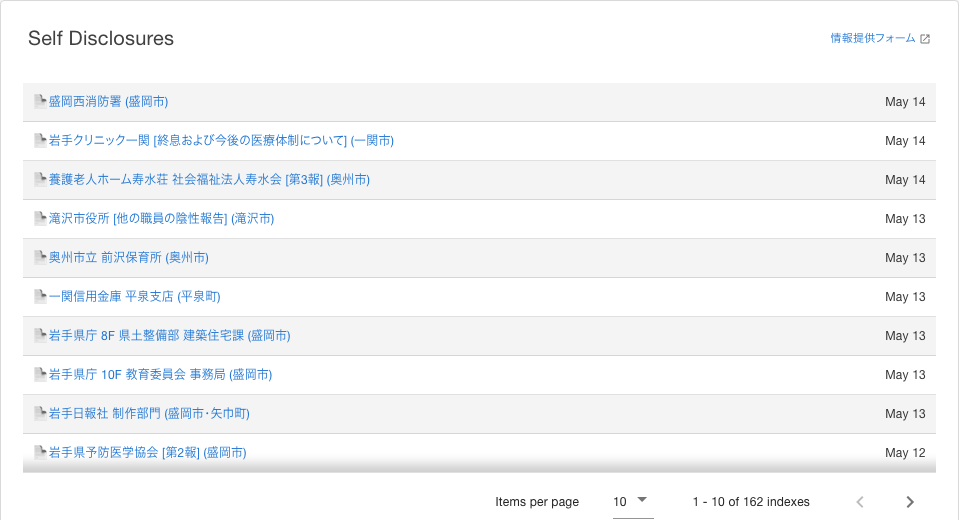 Self Disclosures
情報提供フォーム
盛岡西消防署 (盛岡市) May 14
岩手クリニック一関 [終息および今後の医療体制について] (一関市) May 14
養護老人ホーム寿水荘 社会福祉法人寿水会 [第3報] (奥州市) May 14
滝沢市役所 [他の職員の陰性報告] (滝沢市) May 13
奥州市立 前沢保育所 (奥州市) May 13
一関信用金庫 平泉支店 (平泉町) May 13
岩手県庁 8F 県土整備部 建築住宅課 (盛岡市) May 13
岩手県庁 10F 教育委員会 事務局 (盛岡市) May 13
岩手日報社 制作部門 (盛岡市・矢巾町) May 13
岩手県予防医学協会 [第2報] (盛岡市) May 12
Items per page 10 1 - 10 of 162 indexes